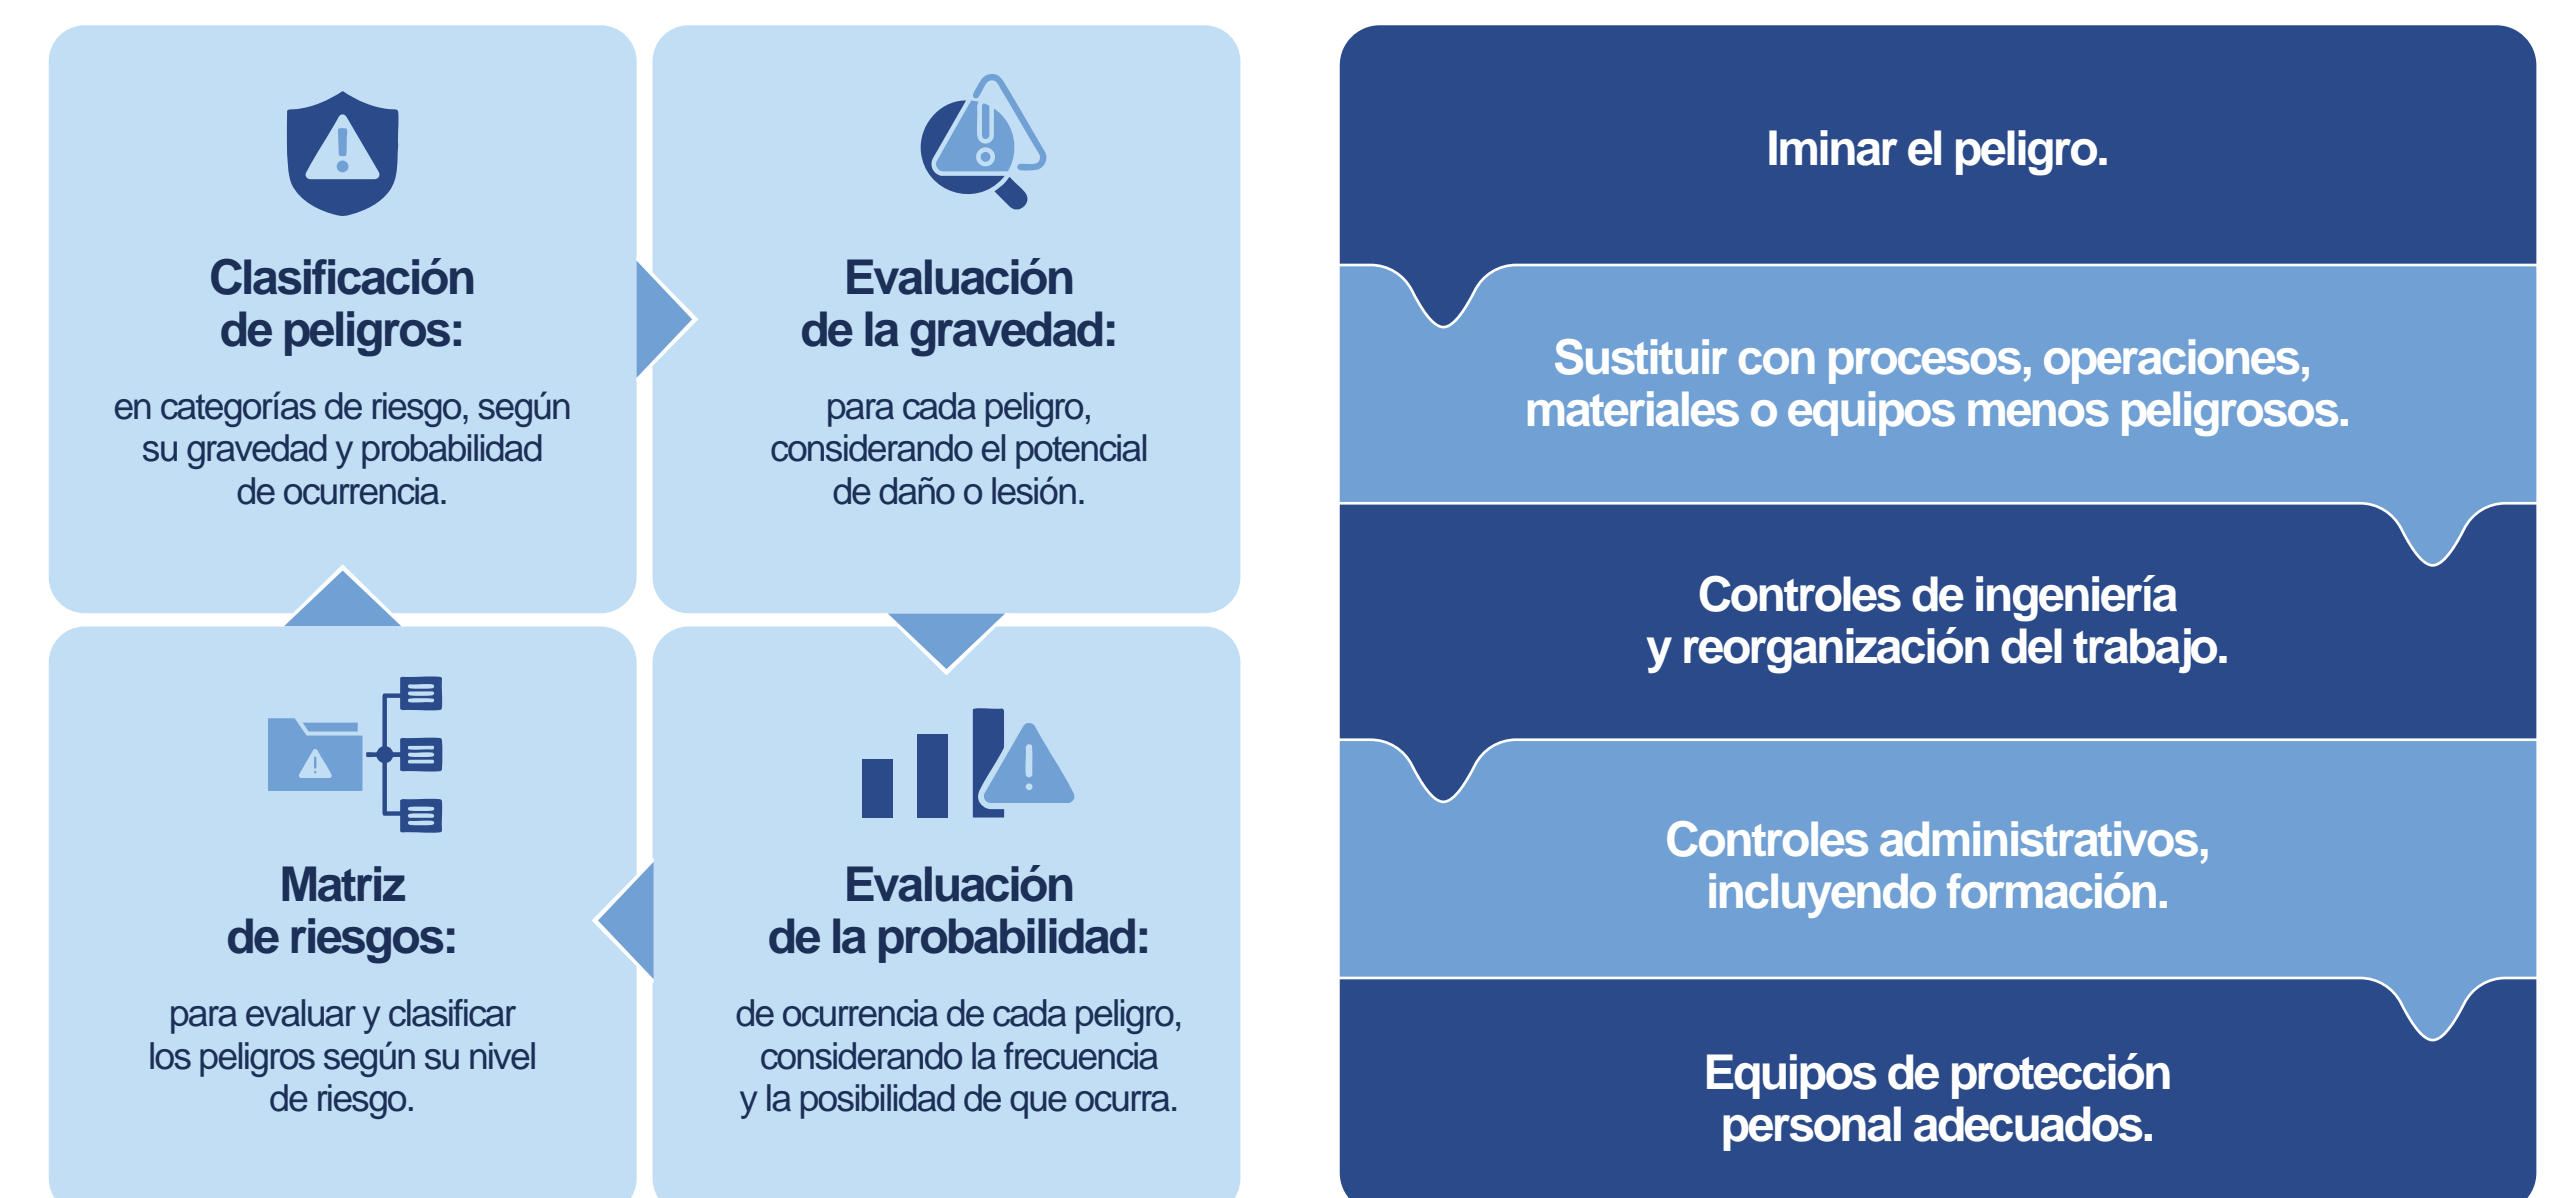 Clasificación
de peligros:
en categorías de riesgo, según
su gravedad y probabilidad
de ocurrencia.
Evaluación
de la gravedad:
para cada peligro,
considerando el potencial
de daño o lesión.
Matriz
de riesgos:
para evaluar y clasificar
los peligros según su nivel
de riesgo.
Evaluación
de la probabilidad:
de ocurrencia de cada peligro,
considerando la frecuencia
y la posibilidad de que ocurra.
Iminar el peligro.
Sustituir con procesos, operaciones,
materiales o equipos menos peligrosos.
Controles de ingeniería
y reorganización del trabajo.
Controles administrativos,
incluyendo formación.
Equipos de protección
personal adecuados.